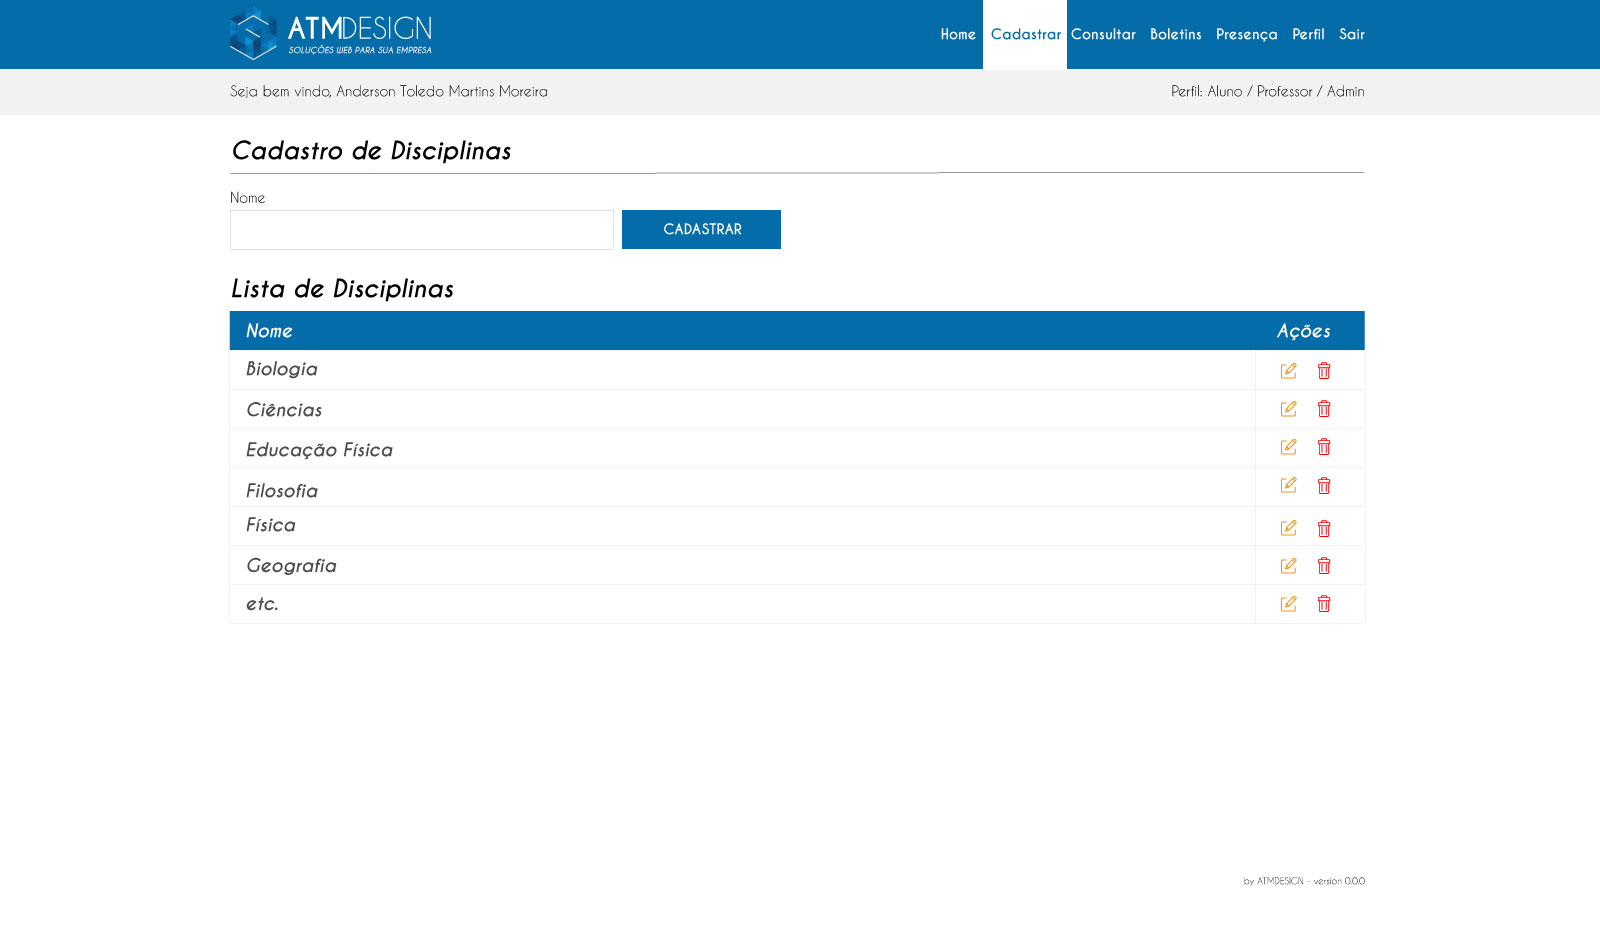 ATMDESIGN
SOLUÇÕES WEB PARA SUA EMPRESA
Home Cadastrar Consultar Boletins Presença Perfil Sair
Seja bem vindo, Anderson Toledo Martins Moreira
Perfil: Aluno / Professor / Admin
Cadastro de Disciplinas
Nome
CADASTRAR
Lista de Disciplinas
Nome Ações
Biologia
Ciências
Educação Física
Filosofia
Física
Geografia
etc.
by ATMDESIGN - version 0.0.0